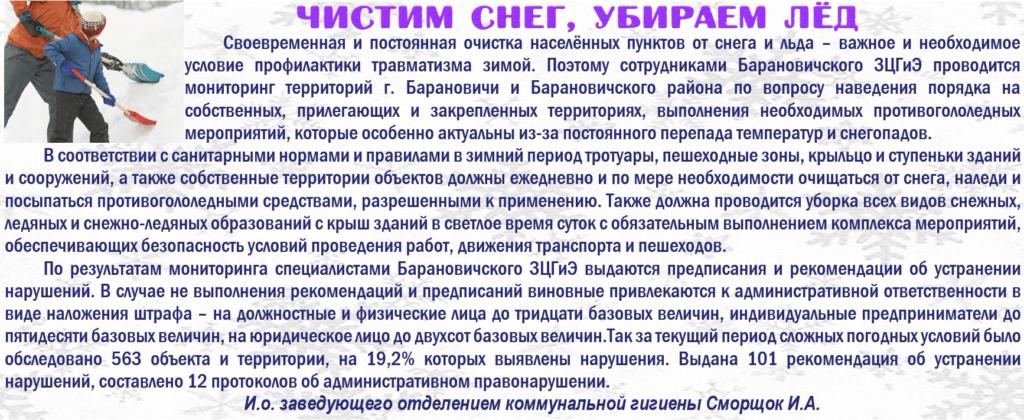 ЧИСТИМ СНЕГ, УБИРАЕМ ЛЁД
Своевременная и постоянная очистка населённых пунктов от снега и льда – важное и необходимое
условие профилактики травматизма зимой. Поэтому сотрудниками Барановичского ЗЦГиЭ проводится
мониторинг территорий г. Барановичи и Барановичского района по вопросу наведения порядка на
собственных, прилегающих и закрепленных территориях, выполнения необходимых противогололедных
мероприятий, которые особенно актуальны из-за постоянного перепада температур и снегопадов.
В соответствии с санитарными нормами и правилами в зимний период тротуары, пешеходные зоны, крыльцо и ступеньки зданий
и сооружений, а также собственные территории объектов должны ежедневно и по мере необходимости очищаться от снега, наледи и
посыпаться противогололедными средствами, разрешенными к применению. Также должна проводится уборка всех видов снежных,
ледяных и снежно-ледяных образований с крыш зданий в светлое время суток с обязательным выполнением комплекса мероприятий,
обеспечивающих безопасность условий проведения работ, движения транспорта и пешеходов.
По результатам мониторинга специалистами Барановичского ЗЦГиЭ выдаются предписания и рекомендации об устранении
нарушений. В случае не выполнения рекомендаций и предписаний виновные привлекаются к административной ответственности в
виде наложения штрафа – на должностные и физические лица до тридцати базовых величин, индивидуальные предприниматели до
пятидесяти базовых величин, на юридическое лицо до двухсот базовых величин.Так за текущий период сложных погодных условий было
обследовано 563 объекта и территории, на 19,2% которых выявлены нарушения. Выдана 101 рекомендация об устранении
нарушений, составлено 12 протоколов об административном правонарушении.
И.о. заведующего отделением коммунальной гигиены Сморщок И.А.